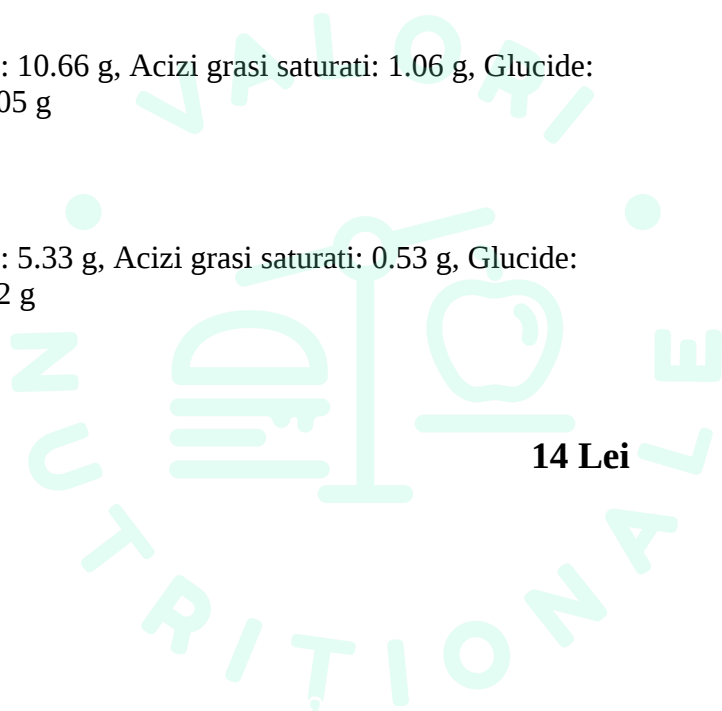 VALORI
: 10.66 g, Acizi grasi saturati: 1.06 g, Glucide:
05 g
: 5.33 g, Acizi grasi saturati: 0.53 g, Glucide:
2 g
14 Lei
NUTRITIONALE